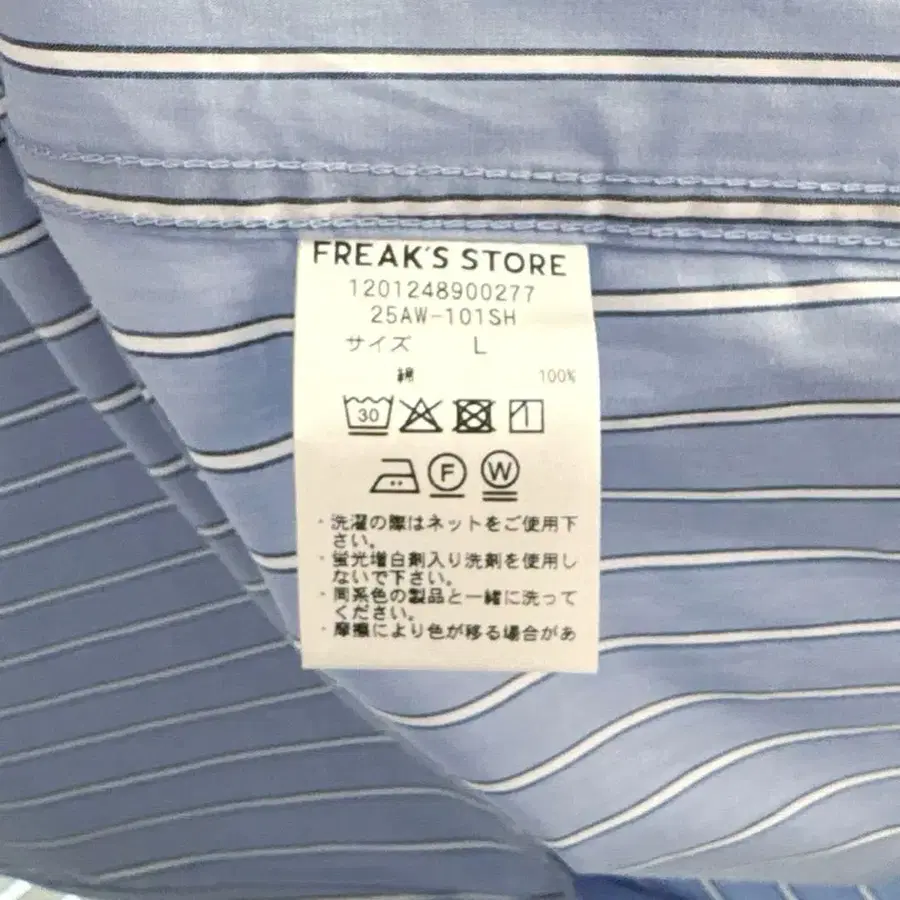 FREAK'S STORE
1201248900277
25AW-101SH
サイズ L
綿 100%
30
F W
・洗濯の際はネットをご使用下
さい。
・蛍光増白剤入り洗剤を使用し
ないで下さい。
・同系色の製品と一緒に洗って
ください。
・摩擦により色が移る場合があ